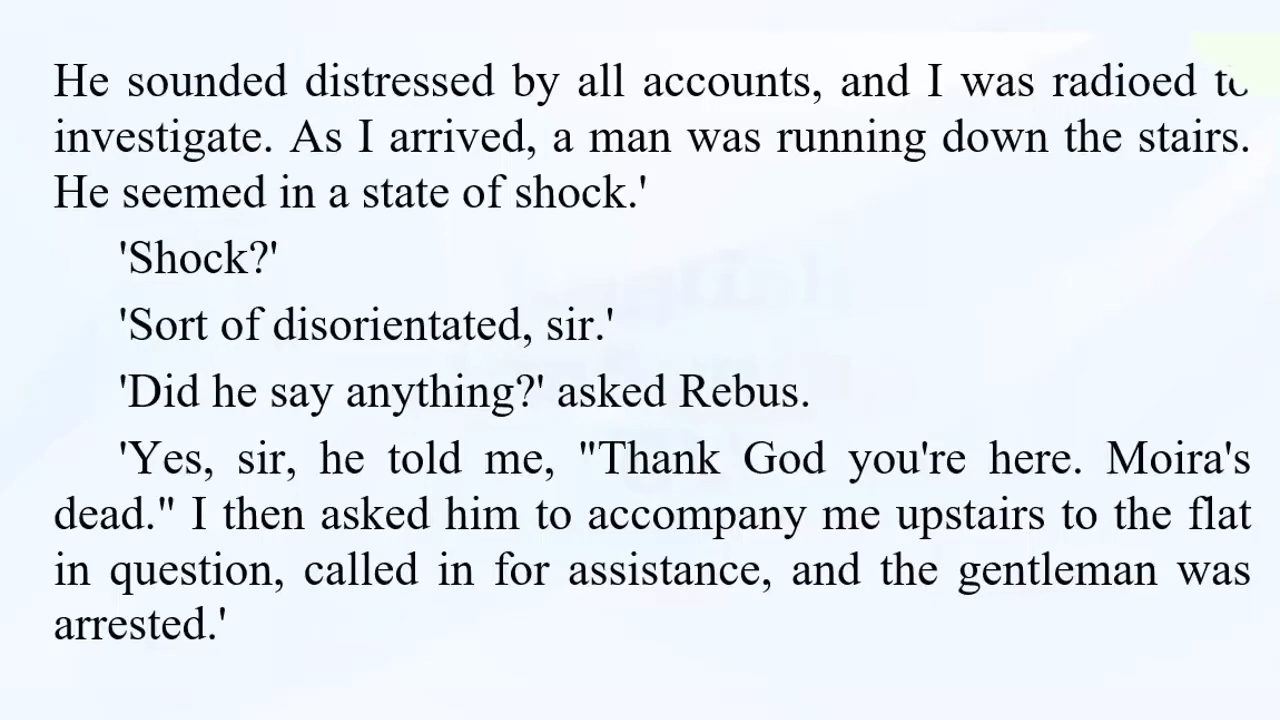 He sounded distressed by all accounts, and I was radioed to
investigate. As I arrived, a man was running down the stairs.
He seemed in a state of shock.'
'Shock?'
'Sort of disorientated, sir.'
'Did he say anything?' asked Rebus.
'Yes, sir, he told me, "Thank God you're here. Moira's
dead." I then asked him to accompany me upstairs to the flat
in question, called in for assistance, and the gentleman was
arrested.'